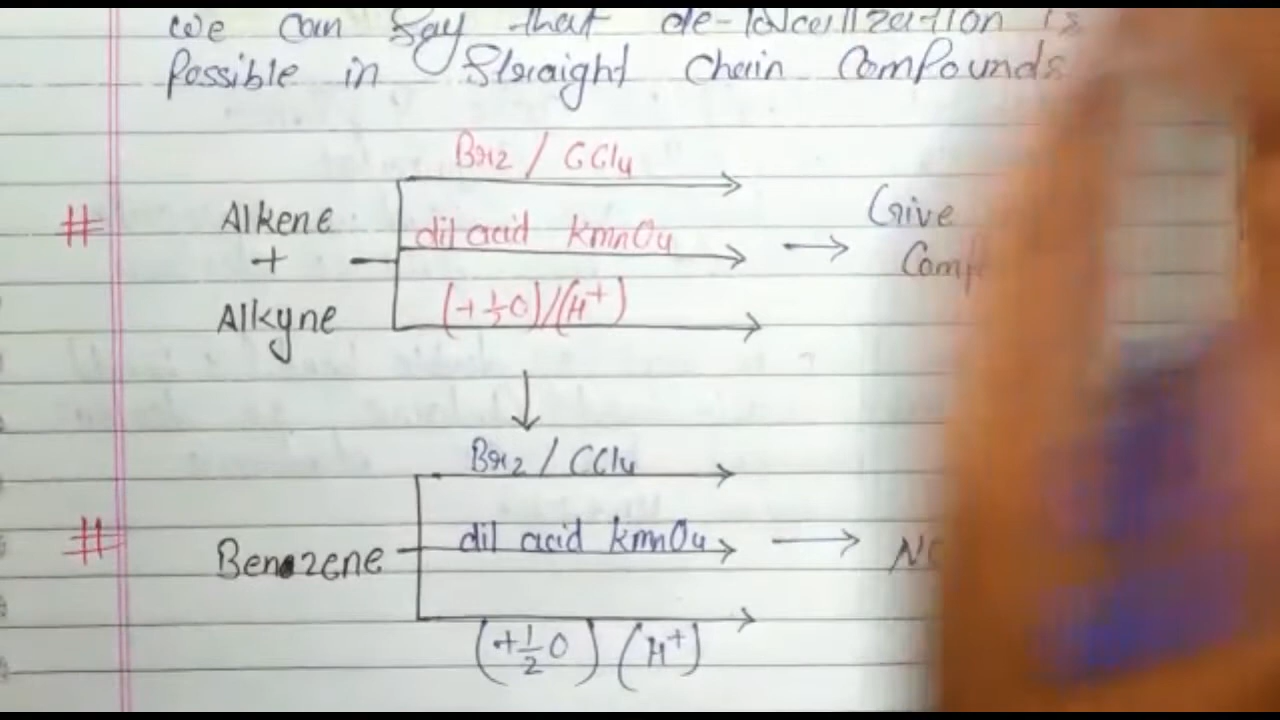 we can say that de-localization is
Possible in Straight Chain Compounds
Br2 / CCl4
# Alkene
dil acid kmnO4
Give
+
Comp
(+½O)/(H+)
Alkyne
Br2 / CCl4
dil acid kmnO4
# Benzene
(+½O) (H+)